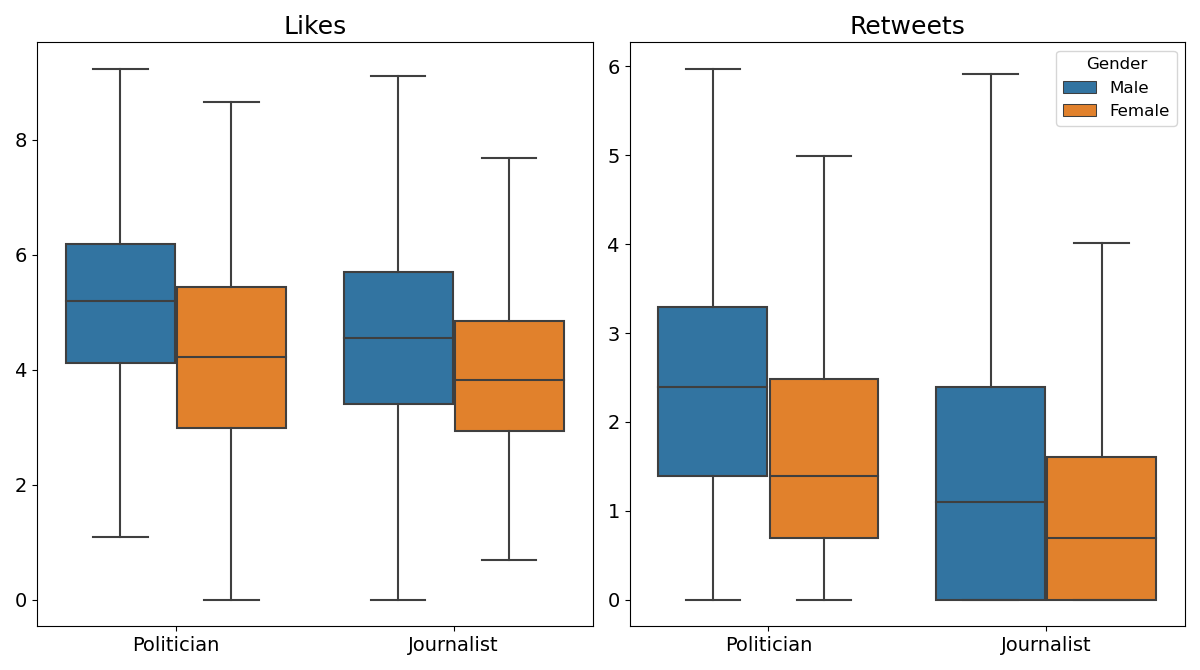 Likes
8
6
4
2
0
Politician
Journalist
Retweets
Gender
Male
Female
6
5
4
3
2
1
0
Politician
Journalist